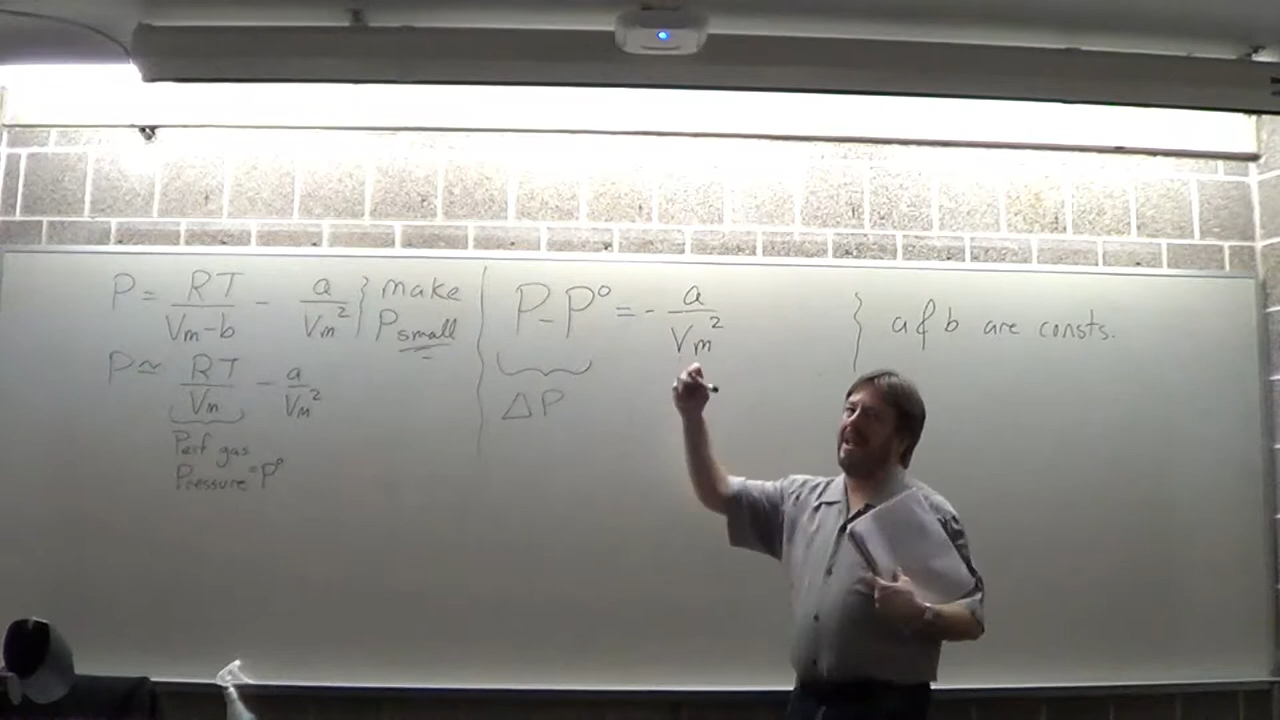 P = RT / (Vm - b) - a / Vm² } make P small
P ≃ RT / Vm - a / Vm²
Perf gas
Pressure = P°
P - P° = - a / Vm²
ΔP
} a & b are consts.